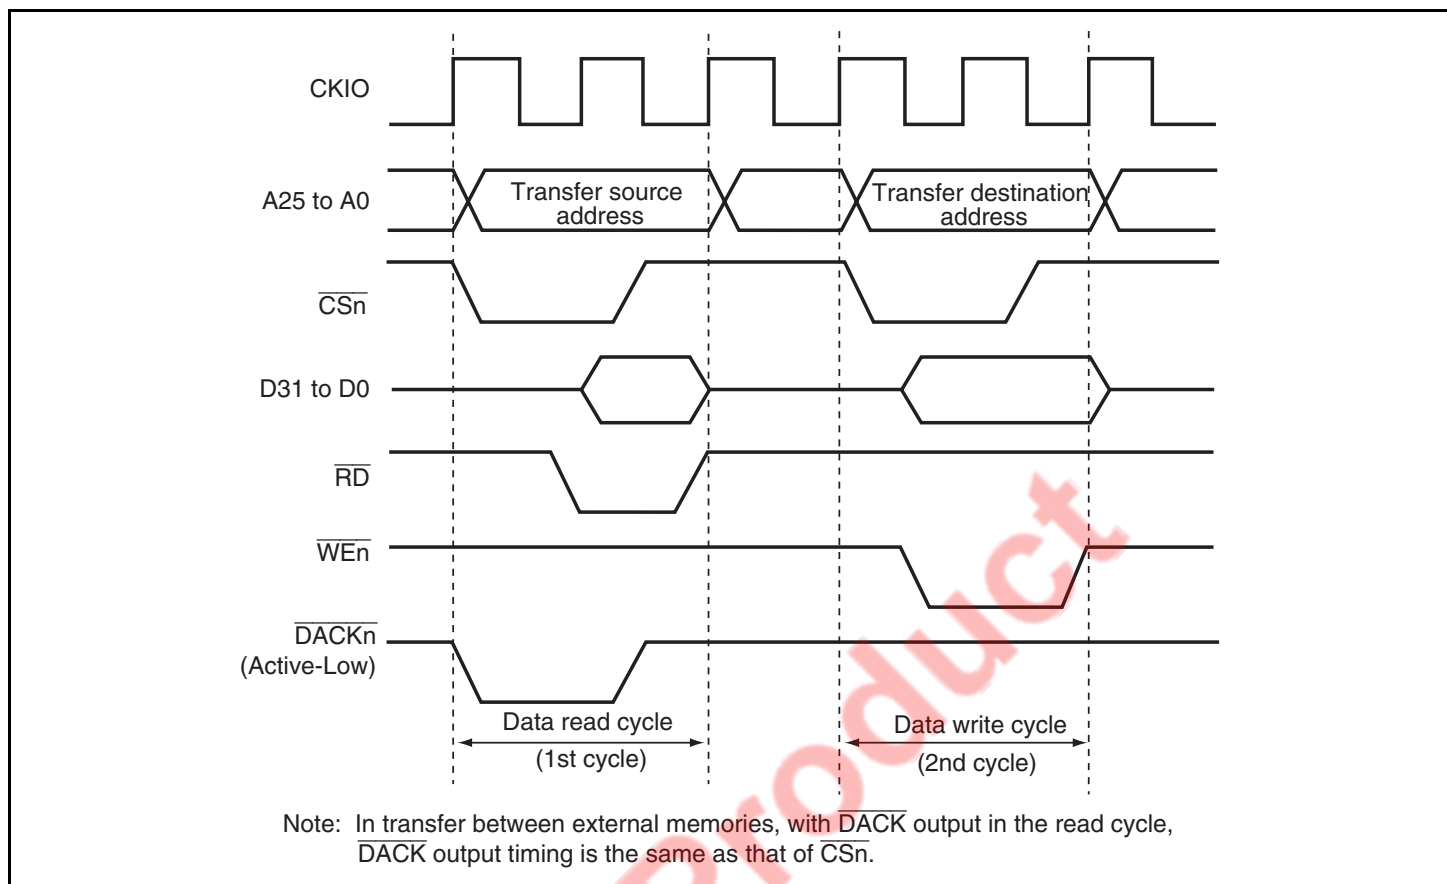 CKIO
A25 to A0
Transfer source
address
Transfer destination
address
CSn
D31 to D0
RD
WEn
DACKn
(Active-Low)
Data read cycle
(1st cycle)
Data write cycle
(2nd cycle)
Note: In transfer between external memories, with DACK output in the read cycle,
DACK output timing is the same as that of CSn.
Product